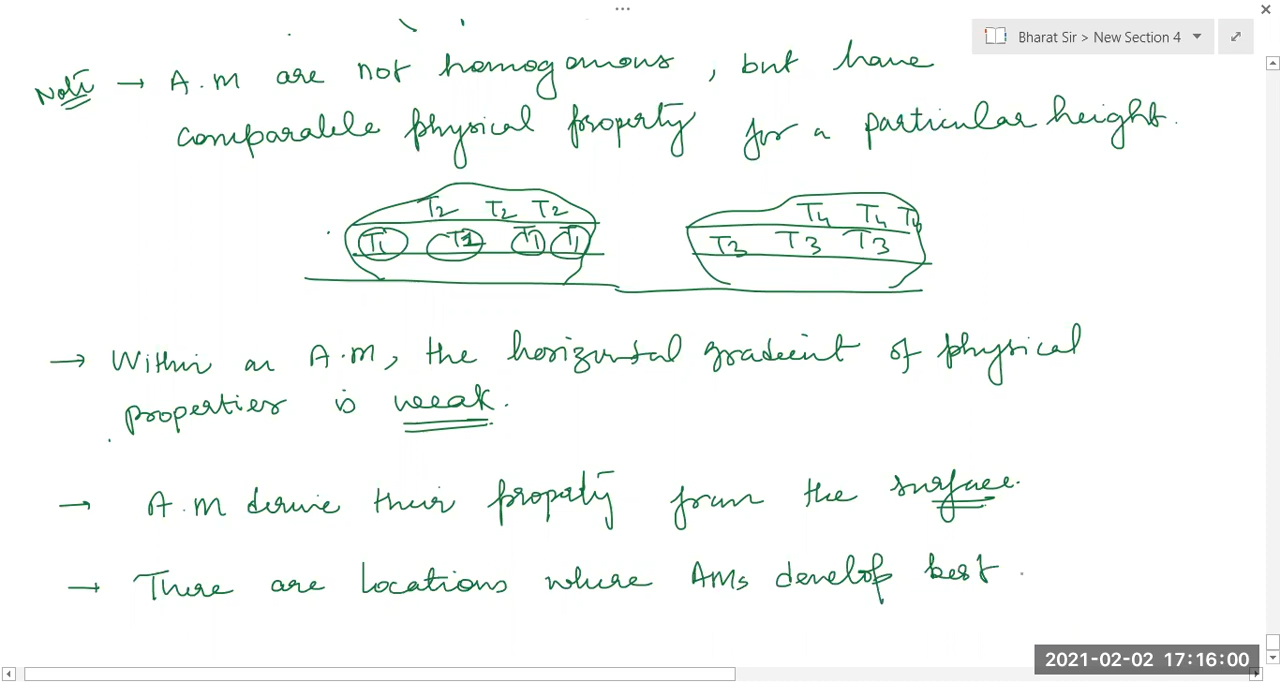 ...
Bharat Sir > New Section 4
Note → A.M are not homogenous, but have
comparable physical property for a particular height.
T2 T2 T2
T1 T1 T1 T1
T4 T4 T4
T3 T3 T3
→ Within an A.M, the horizontal gradient of physical
properties is weak.
→ A.M derive their property from the surface.
→ There are locations where AMs develop best.
2021-02-02 17:16:00